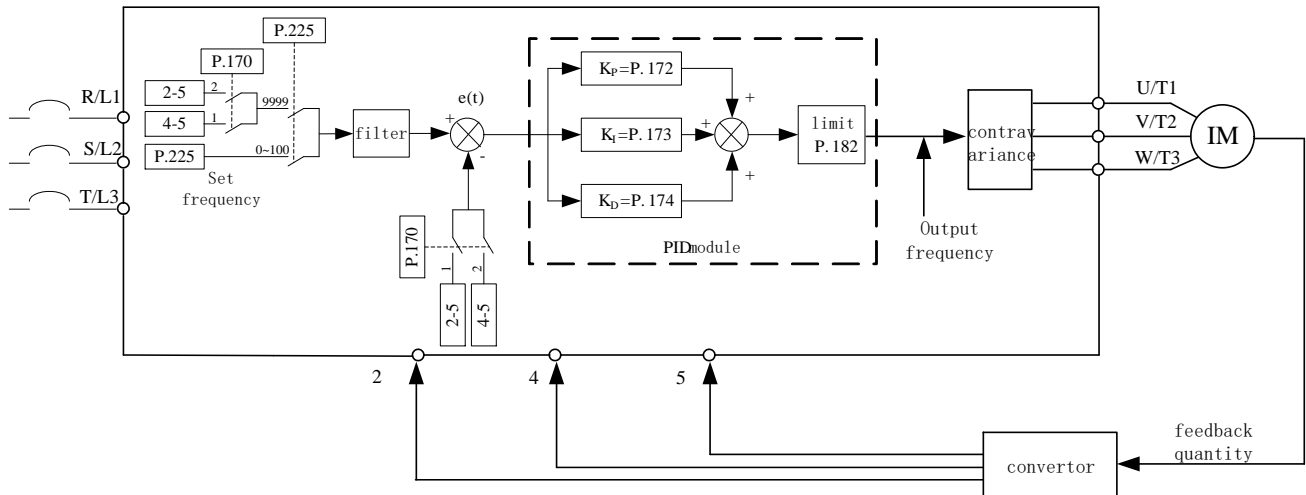 P.225
P.170
2-5
2
9999
R/L1
4-5
1
P.225
0~100
S/L2
Set
frequency
T/L3
filter
e(t)
+
-
P.170
1
2
2-5
4-5
KP=P.172
KI=P.173
KD=P.174
+
+
+
PIDmodule
limit
P.182
Output
frequency
contrav
ariance
U/T1
V/T2
W/T3
IM
2
4
5
convertor
feedback
quantity